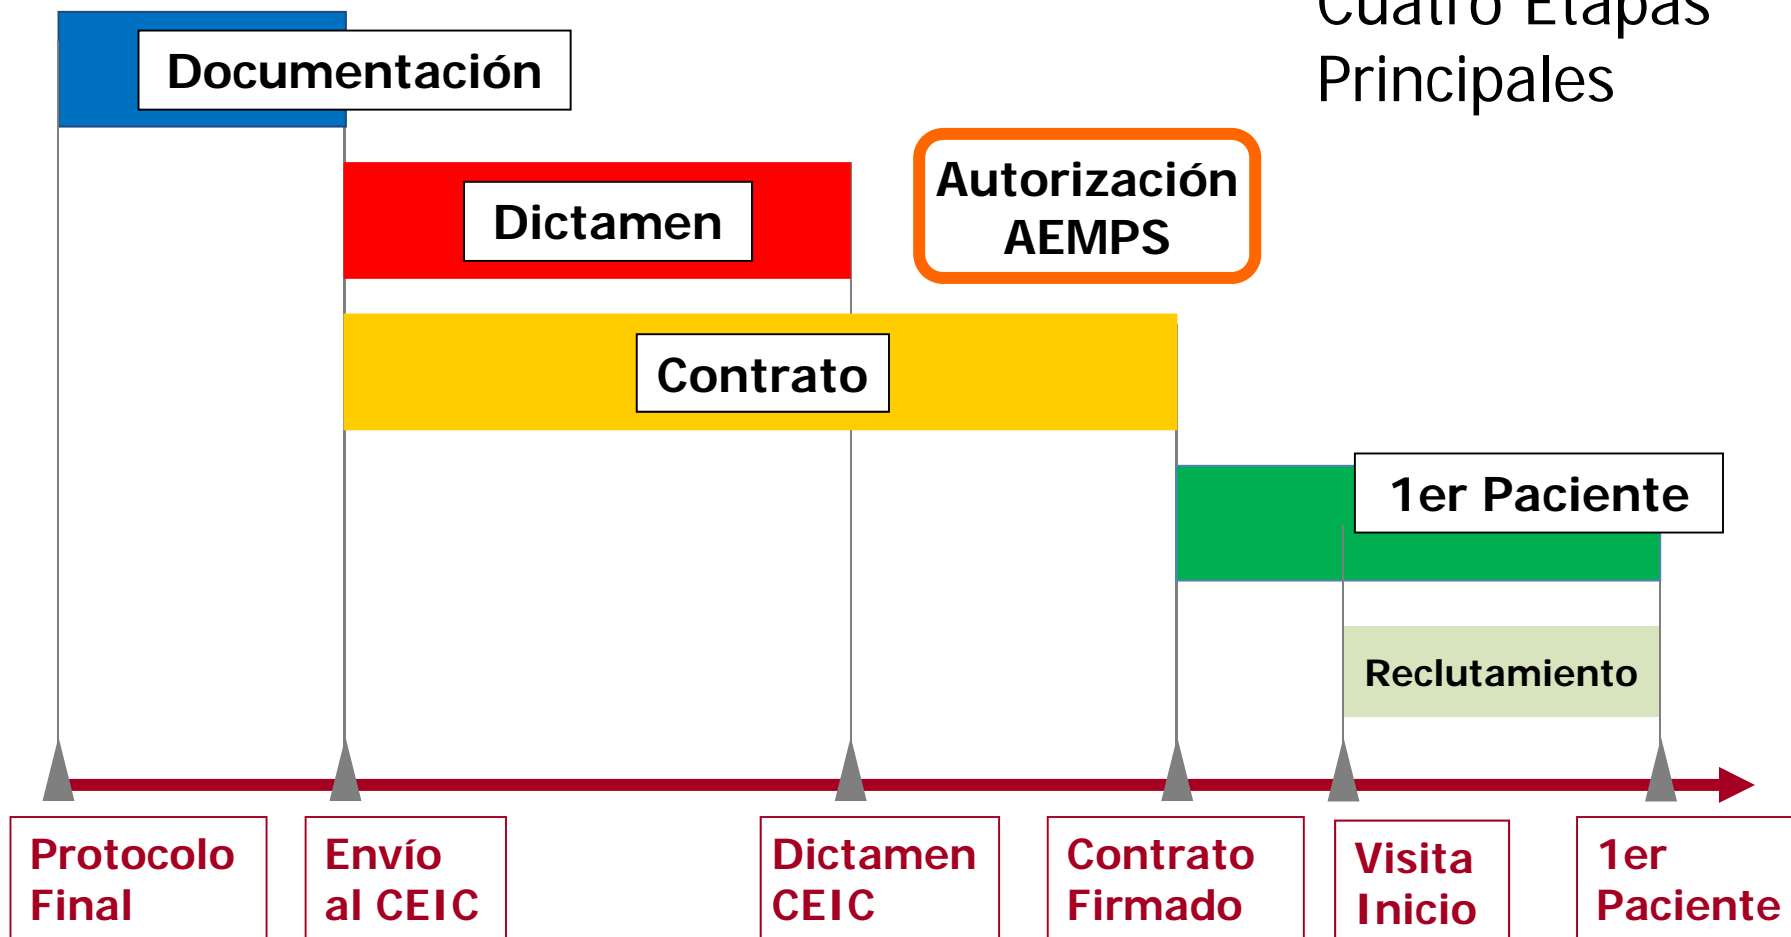 Cuatro Etapas
Principales
Documentación
Dictamen
Autorización
AEMPS
Contrato
1er Paciente
Reclutamiento
Protocolo
Final
Envío
al CEIC
Dictamen
CEIC
Contrato
Firmado
Visita
Inicio
1er
Paciente